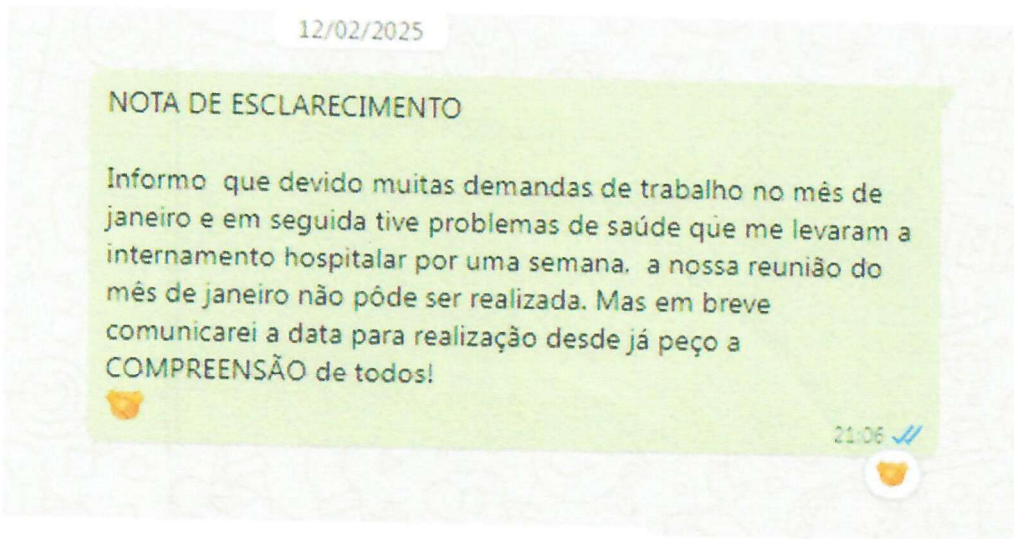 12/02/2025
NOTA DE ESCLARECIMENTO
Informo que devido muitas demandas de trabalho no mês de
janeiro e em seguida tive problemas de saúde que me levaram a
internamento hospitalar por uma semana, a nossa reunião do
mês de janeiro não pôde ser realizada. Mas em breve
comunicarei a data para realização desde já peço a
COMPREENSÃO de todos!
21:06